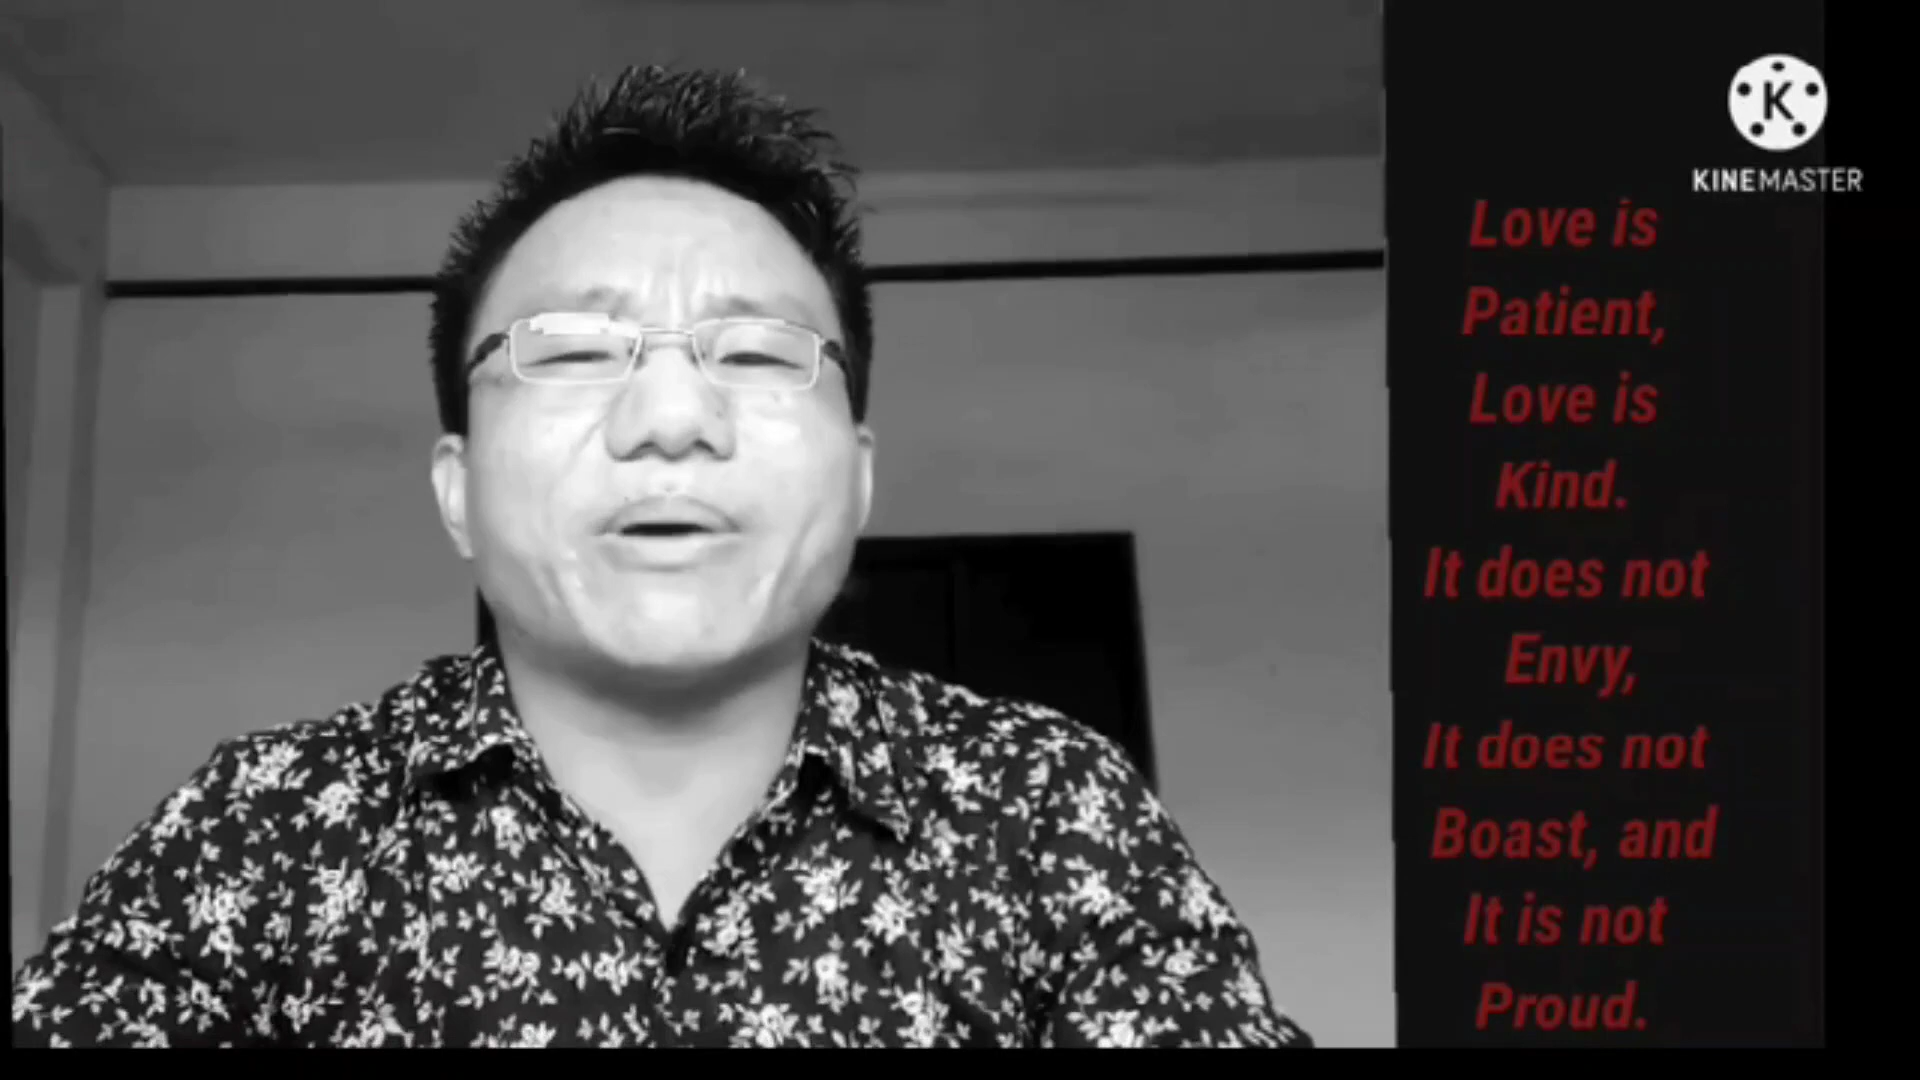 K
KINEMASTER
Love is
Patient,
Love is
Kind.
It does not
Envy,
It does not
Boast, and
It is not
Proud.